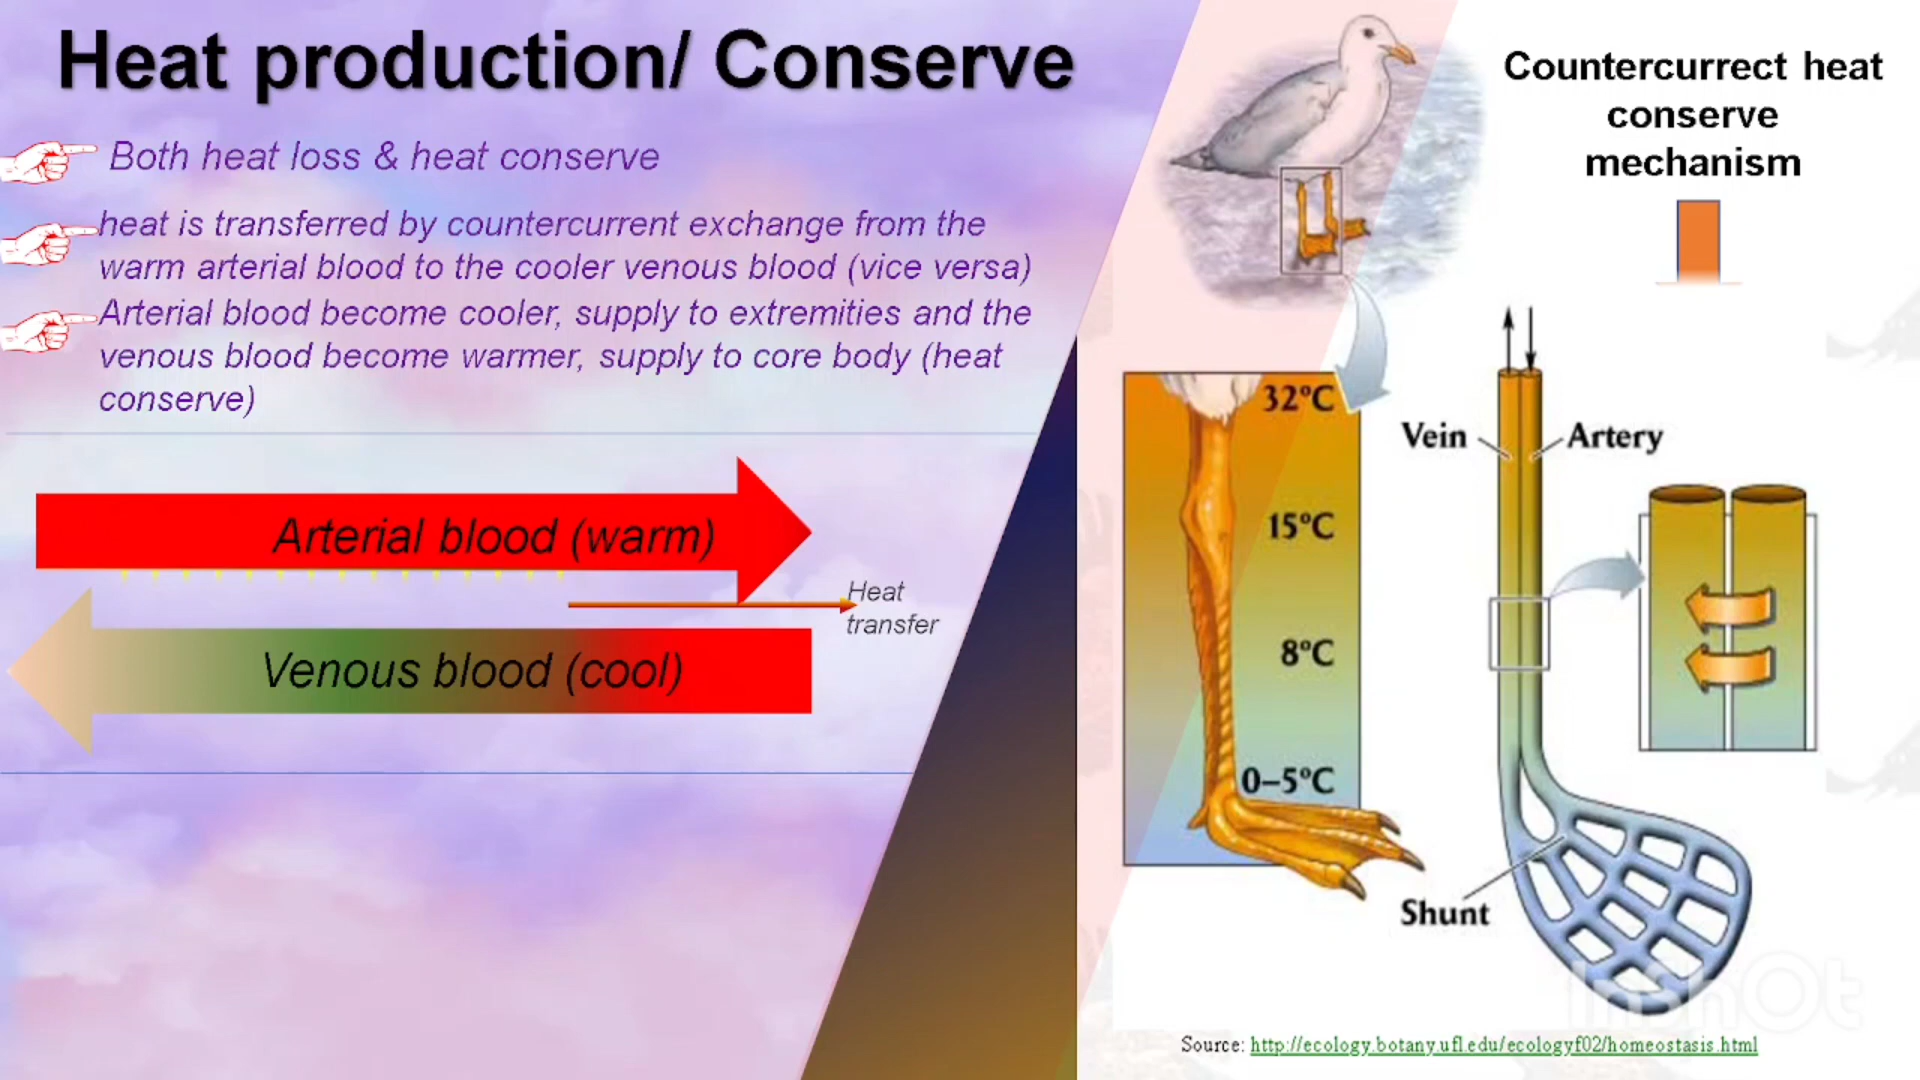 Heat production/ Conserve
Both heat loss & heat conserve
heat is transferred by countercurrent exchange from the
warm arterial blood to the cooler venous blood (vice versa)
Arterial blood become cooler, supply to extremities and the
venous blood become warmer, supply to core body (heat
conserve)
Arterial blood (warm)
Heat
transfer
Venous blood (cool)
Countercurrect heat
conserve
mechanism
32°C
15°C
8°C
0–5°C
Vein
Artery
Shunt
InShOt
Source: http://ecology.botany.ufl.edu/ecologyf02/homeostasis.html